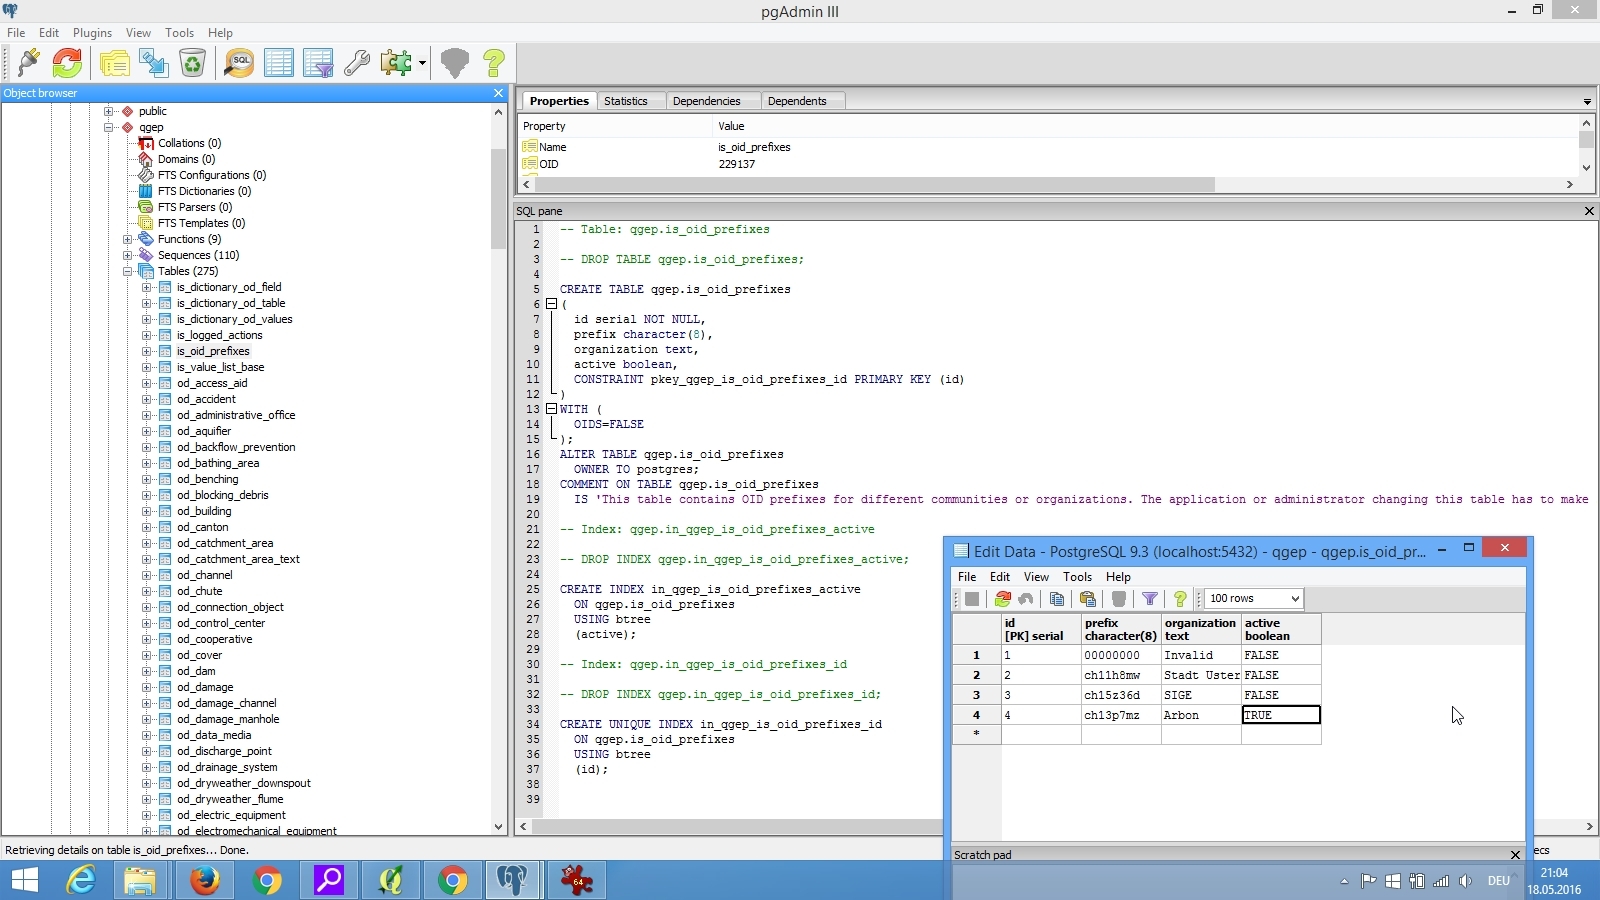 pgAdmin III
File Edit Plugins View Tools Help
SQL
Object browser
public
qgep
Collations (0)
Domains (0)
FTS Configurations (0)
FTS Dictionaries (0)
FTS Parsers (0)
FTS Templates (0)
Functions (9)
Sequences (110)
Tables (275)
is_dictionary_od_field
is_dictionary_od_table
is_dictionary_od_values
is_logged_actions
is_oid_prefixes
is_value_list_base
od_access_aid
od_accident
od_administrative_office
od_aquifier
od_backflow_prevention
od_bathing_area
od_benching
od_blocking_debris
od_building
od_canton
od_catchment_area
od_catchment_area_text
od_channel
od_chute
od_connection_object
od_control_center
od_cooperative
od_cover
od_dam
od_damage
od_damage_channel
od_damage_manhole
od_data_media
od_discharge_point
od_drainage_system
od_dryweather_downspout
od_dryweather_flume
od_electric_equipment
od_electromechanical_equipment
Properties Statistics Dependencies Dependents
Property Value
Name is_oid_prefixes
OID 229137
SQL pane
1 -- Table: qgep.is_oid_prefixes
2
3 -- DROP TABLE qgep.is_oid_prefixes;
4
5 CREATE TABLE qgep.is_oid_prefixes
6 (
7 id serial NOT NULL,
8 prefix character(8),
9 organization text,
10 active boolean,
11 CONSTRAINT pkey_qgep_is_oid_prefixes_id PRIMARY KEY (id)
12 )
13 WITH (
14 OIDS=FALSE
15 );
16 ALTER TABLE qgep.is_oid_prefixes
17 OWNER TO postgres;
18 COMMENT ON TABLE qgep.is_oid_prefixes
19 IS 'This table contains OID prefixes for different communities or organizations. The application or administrator changing this table has to make
20
21 -- Index: qgep.in_qgep_is_oid_prefixes_active
22
23 -- DROP INDEX qgep.in_qgep_is_oid_prefixes_active;
24
25 CREATE INDEX in_qgep_is_oid_prefixes_active
26 ON qgep.is_oid_prefixes
27 USING btree
28 (active);
29
30 -- Index: qgep.in_qgep_is_oid_prefixes_id
31
32 -- DROP INDEX qgep.in_qgep_is_oid_prefixes_id;
33
34 CREATE UNIQUE INDEX in_qgep_is_oid_prefixes_id
35 ON qgep.is_oid_prefixes
36 USING btree
37 (id);
38
39
Edit Data - PostgreSQL 9.3 (localhost:5432) - qgep - qgep.is_oid_pr...
File Edit View Tools Help
100 rows
id prefix organization active
[PK] serial character(8) text boolean
1 1 00000000 Invalid FALSE
2 2 ch11h8mw Stadt Uster FALSE
3 3 ch15z36d SIGE FALSE
4 4 ch13p7mz Arbon TRUE
*
Scratch pad
Retrieving details on table is_oid_prefixes... Done.
ecs
64
DEU
21:04
18.05.2016